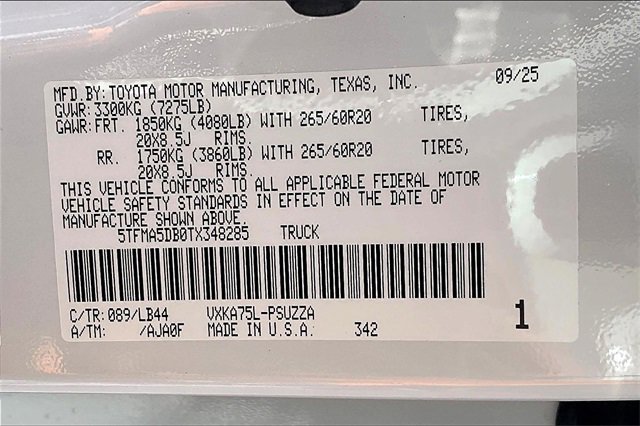 MFD.BY:TOYOTA MOTOR MANUFACTURING, TEXAS, INC. 09/25
GVWR:3300KG (7275LB)
GAWR:FRT. 1850KG (4080LB) WITH 265/60R20 TIRES,
20X8.5J RIMS.
RR. 1750KG (3860LB) WITH 265/60R20 TIRES,
20X8.5J RIMS.
THIS VEHICLE CONFORMS TO ALL APPLICABLE FEDERAL MOTOR
VEHICLE SAFETY STANDARDS IN EFFECT ON THE DATE OF
MANUFACTURE SHOWN ABOVE.
5TFMA5DB0TX348285 TRUCK
C/TR:089/LB44 VXKA75L-PSUZZA
A/TM: /AJA0F MADE IN U.S.A. 342
1